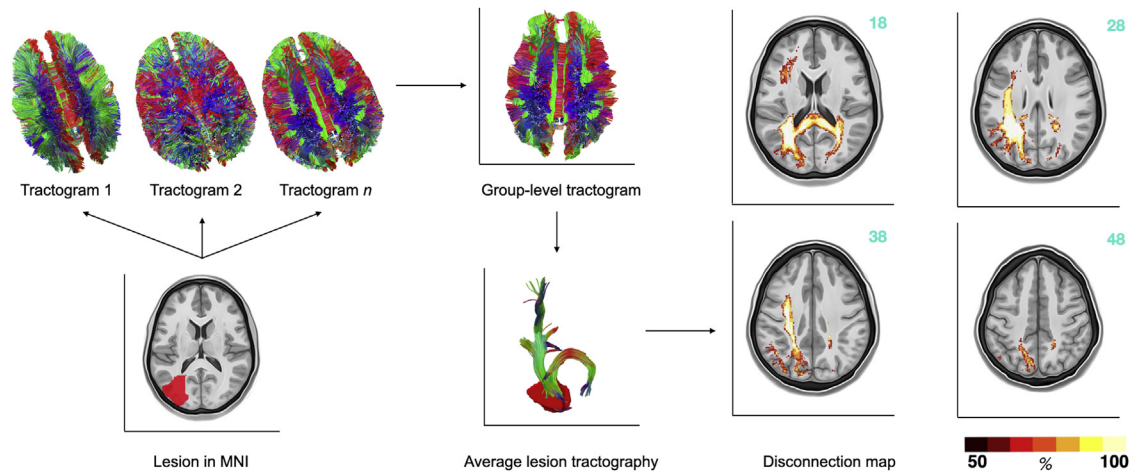 18
28
Tractogram 1
Tractogram 2
Tractogram n
Group-level tractogram
38
48
Lesion in MNI
Average lesion tractography
Disconnection map
50
%
100